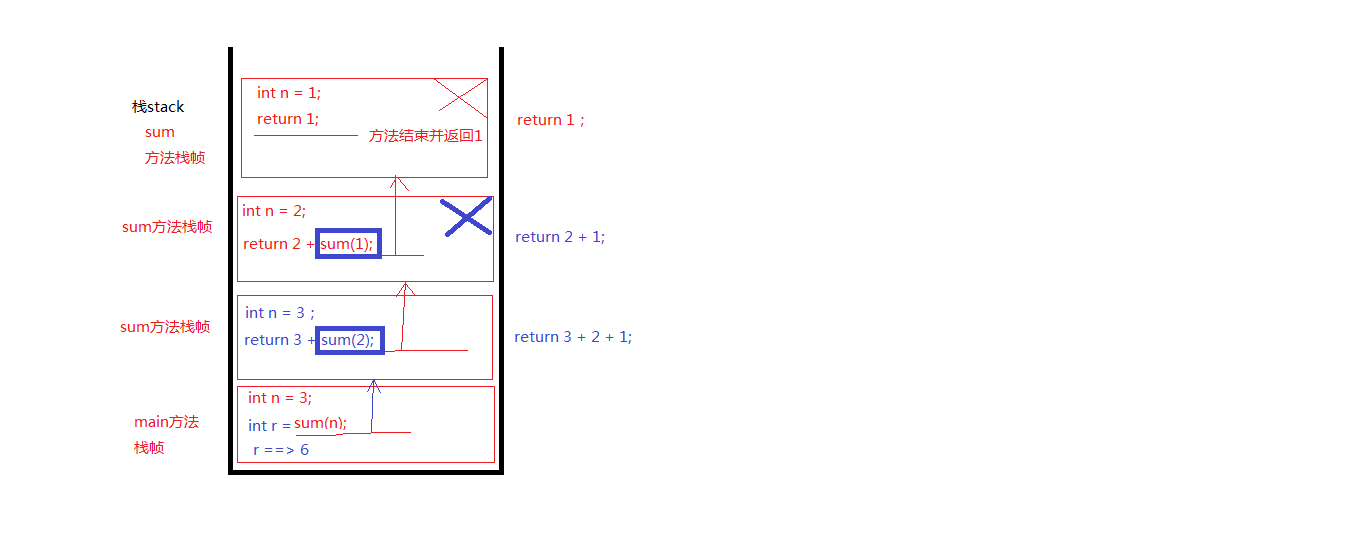 栈stack
sum
方法栈帧
int n = 1;
return 1;
方法结束并返回1
return 1 ;
sum方法栈帧
int n = 2;
return 2 + sum(1);
return 2 + 1;
sum方法栈帧
int n = 3 ;
return 3 + sum(2);
return 3 + 2 + 1;
main方法
栈帧
int n = 3;
int r = sum(n);
r ==> 6